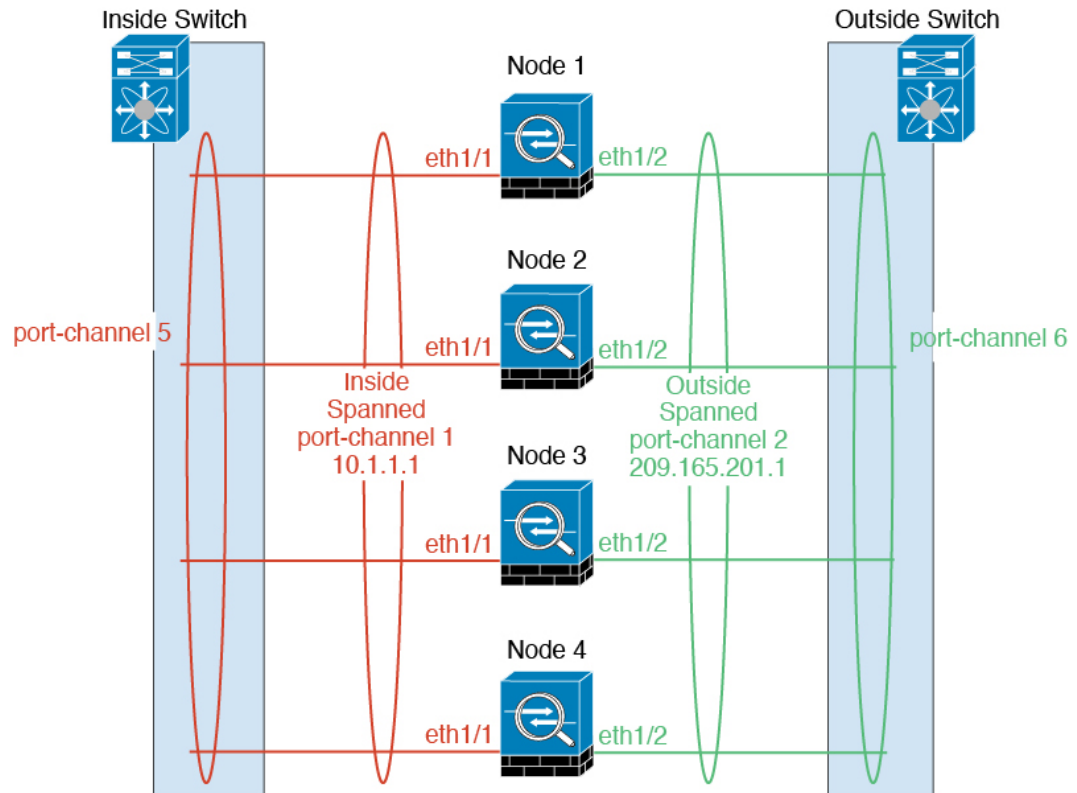 Inside Switch
Outside Switch
Node 1
eth1/1
eth1/2
Node 2
port-channel 5
port-channel 6
eth1/1
eth1/2
Inside
Spanned
port-channel 1
10.1.1.1
Outside
Spanned
port-channel 2
209.165.201.1
Node 3
eth1/1
eth1/2
Node 4
eth1/1
eth1/2